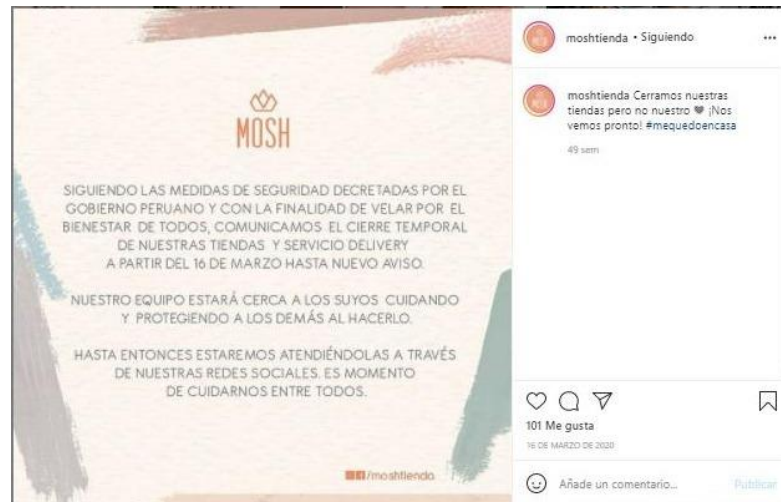 MOSH
SIGUIENDO LAS MEDIDAS DE SEGURIDAD DECRETADAS POR EL
GOBIERNO PERUANO Y CON LA FINALIDAD DE VELAR POR EL
BIENESTAR DE TODOS, COMUNICAMOS EL CIERRE TEMPORAL
DE NUESTRAS TIENDAS Y SERVICIO DELIVERY
A PARTIR DEL 16 DE MARZO HASTA NUEVO AVISO.
NUESTRO EQUIPO ESTARÁ CERCA A LOS SUYOS CUIDANDO
Y PROTEGIENDO A LOS DEMÁS AL HACERLO.
HASTA ENTONCES ESTAREMOS ATENDIÉNDOLAS A TRAVÉS
DE NUESTRAS REDES SOCIALES. ES MOMENTO
DE CUIDARNOS ENTRE TODOS.
/moshtienda
moshtienda • Siguiendo
moshtienda Cerramos nuestras
tiendas pero no nuestro 🖤 ¡Nos
vemos pronto! #mequedoencasa
49 sem
101 Me gusta
16 DE MARZO DE 2020
Añade un comentario... Publicar